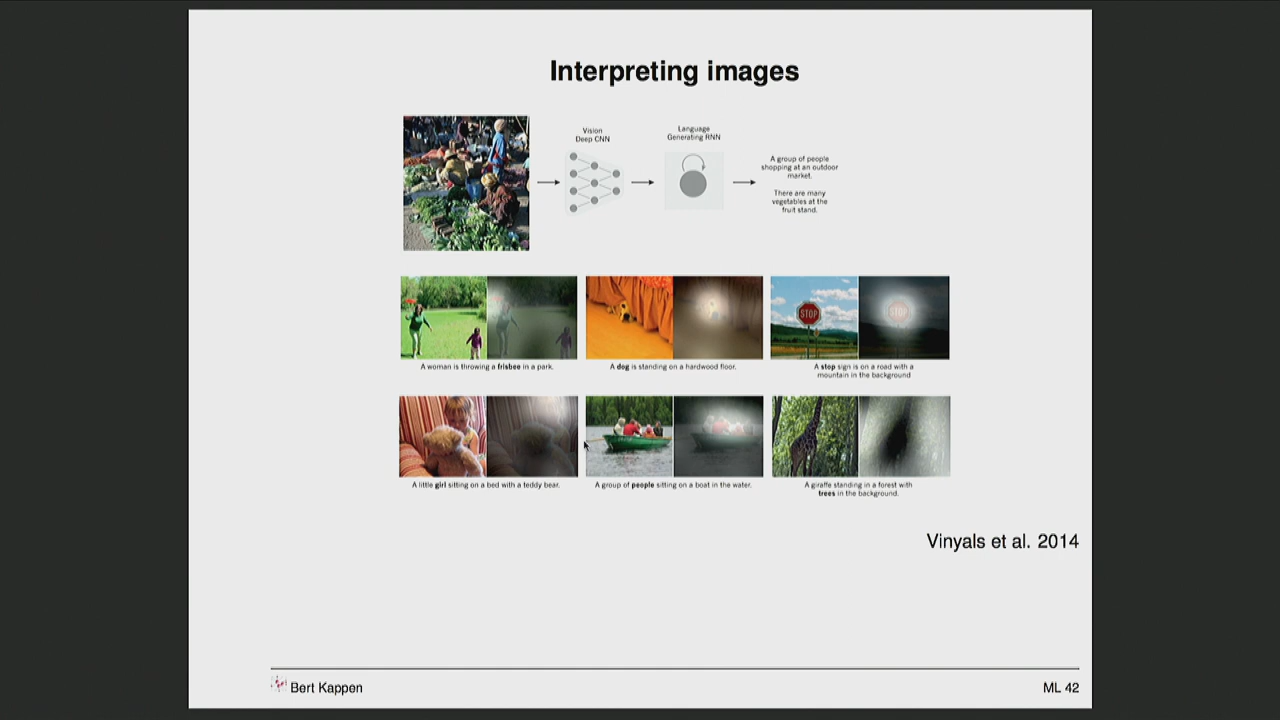 Interpreting images
Vision
Deep CNN
Language
Generating RNN
A group of people
shopping at an outdoor
market.
There are many
vegetables at the
fruit stand.
STOP
STOP
A woman is throwing a frisbee in a park.
A dog is standing on a hardwood floor.
A stop sign is on a road with a
mountain in the background
A little girl sitting on a bed with a teddy bear.
A group of people sitting on a boat in the water.
A giraffe standing in a forest with
trees in the background.
Vinyals et al. 2014
Bert Kappen
ML 42